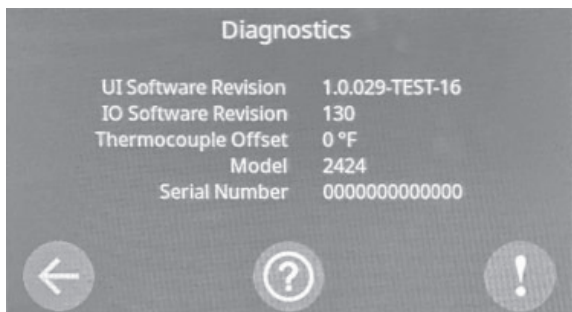 Diagnostics
UI Software Revision 1.0.029-TEST-16
IO Software Revision 130
Thermocouple Offset 0 °F
Model 2424
Serial Number 0000000000000
?
!